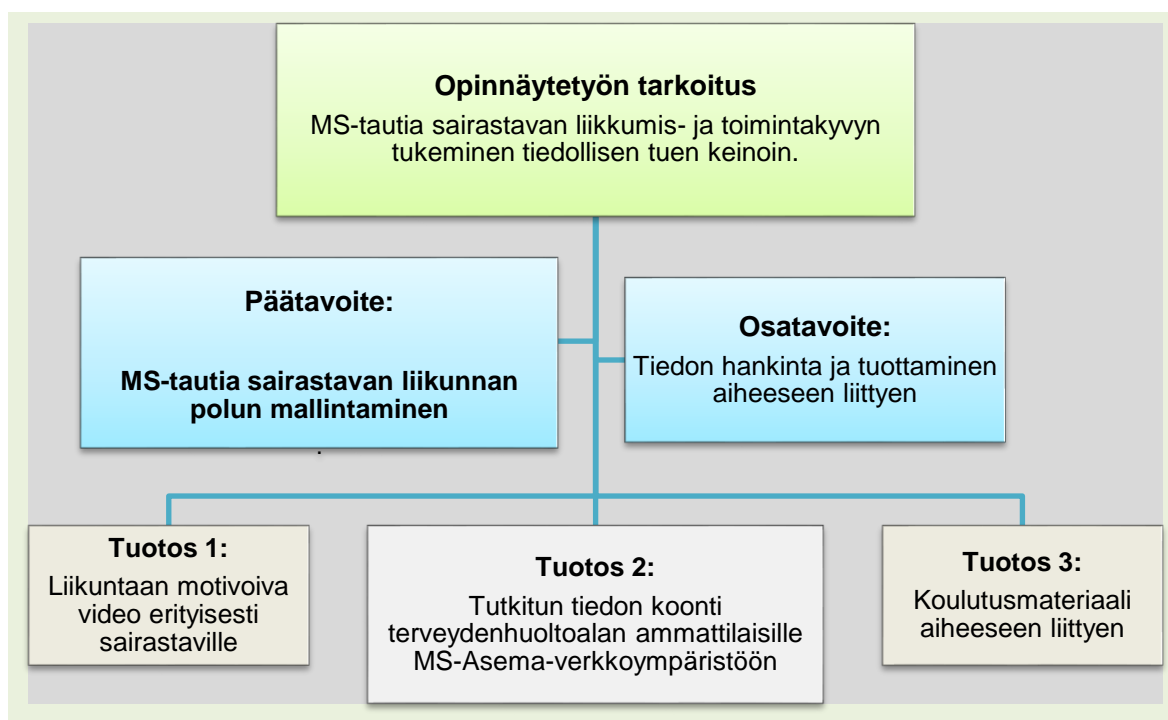 Opinnäytetyön tarkoitus
MS-tautia sairastavan liikkumis- ja toimintakyvyn
tukeminen tiedollisen tuen keinoin.
Päätavoite:
MS-tautia sairastavan liikunnan
polun mallintaminen
.
Osatavoite:
Tiedon hankinta ja tuottaminen
aiheeseen liittyen
Tuotos 1:
Liikuntaan motivoiva
video erityisesti
sairastaville
Tuotos 2:
Tutkitun tiedon koonti
terveydenhuoltoalan ammattilaisille
MS-Asema-verkkoympäristöön
Tuotos 3:
Koulutusmateriaali
aiheeseen liittyen